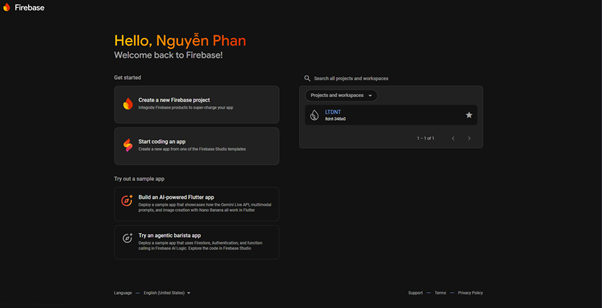 Firebase
Hello, Nguyễn Phan
Welcome back to Firebase!
Get started
Create a new Firebase project
Integrate Firebase products to super-charge your app
Start coding an app
Create a new app from one of the Firebase Studio templates
Try out a sample app
Build an AI-powered Flutter app
Deploy a sample app that showcases how the Gemini Live API, multimodal
prompts, and image creation with Nano Banana all work in Flutter
Try an agentic barista app
Deploy a sample app that uses Firestore, Authentication, and function
calling in Firebase AI Logic. Explore the code in Firebase Studio
Search all projects and workspaces
Projects and workspaces
LTDNT
1 – 1 of 1
Language — English (United States)
Support — Terms — Privacy Policy